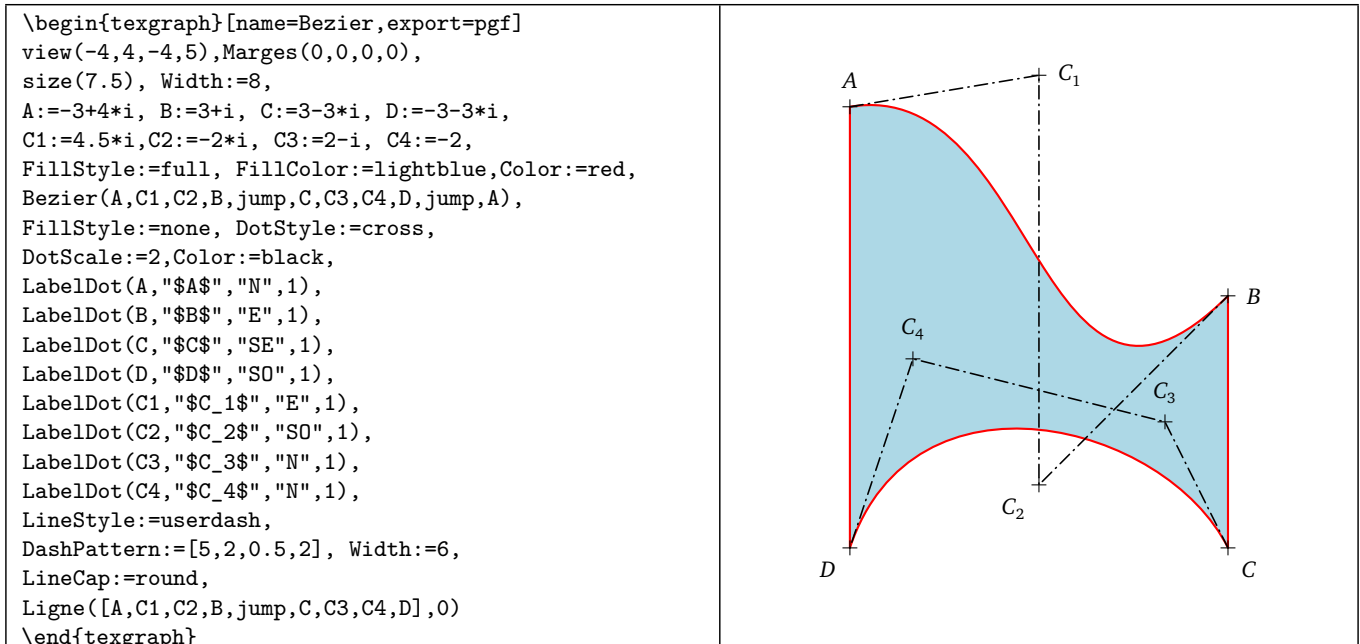 \begin{texgraph}[name=Bezier,export=pgf]
view(-4,4,-4,5),Marges(0,0,0,0),
size(7.5), Width:=8,
A:=-3+4*i, B:=3+i, C:=3-3*i, D:=-3-3*i,
C1:=4.5*i,C2:=-2*i, C3:=2-i, C4:=-2,
FillStyle:=full, FillColor:=lightblue,Color:=red,
Bezier(A,C1,C2,B,jump,C,C3,C4,D,jump,A),
FillStyle:=none, DotStyle:=cross,
DotScale:=2,Color:=black,
LabelDot(A,"$A$","N",1),
LabelDot(B,"$B$","E",1),
LabelDot(C,"$C$","SE",1),
LabelDot(D,"$D$","SO",1),
LabelDot(C1,"$C_1$","E",1),
LabelDot(C2,"$C_2$","SO",1),
LabelDot(C3,"$C_3$","N",1),
LabelDot(C4,"$C_4$","N",1),
LineStyle:=userdash,
DashPattern:=[5,2,0.5,2], Width:=6,
LineCap:=round,
Ligne([A,C1,C2,B,jump,C,C3,C4,D],0)
\end{texgraph}
C₁
A
B
C₄
C₃
C₂
D
C